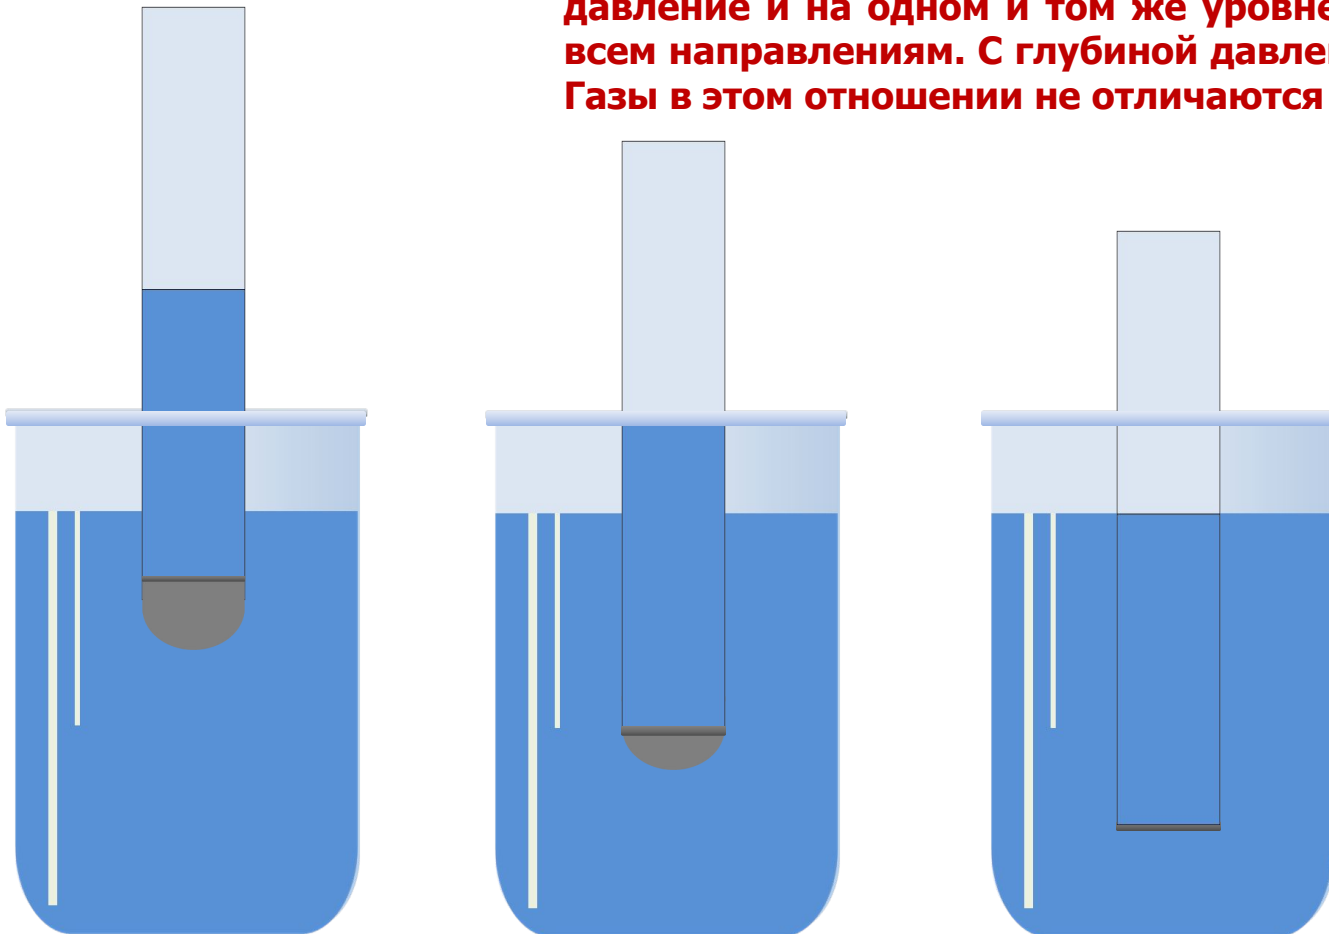 давление и на одном и том же уровне
всем направлениям. С глубиной давле
Газы в этом отношении не отличаются